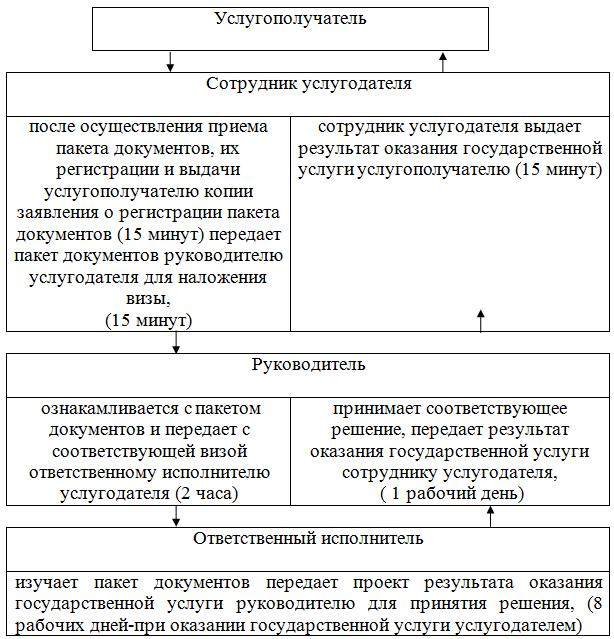 Услугополучатель
Сотрудник услугодателя
после осуществления приема
пакета документов, их
регистрации и выдачи
услугополучателю копии
заявления о регистрации пакета
документов (15 минут) передает
пакет документов руководителю
услугодателя для наложения
визы,
(15 минут)
сотрудник услугодателя выдает
результат оказания государственной
услуги услугополучателю (15 минут)
Руководитель
ознакамливается с пакетом
документов и передает с
соответствующей визой
ответственному исполнителю
услугодателя (2 часа)
принимает соответствующее
решение, передает результат
оказания государственной услуги
сотруднику услугодателя,
( 1 рабочий день)
Ответственный исполнитель
изучает пакет документов передает проект результата оказания
государственной услуги руководителю для принятия решения, (8
рабочих дней-при оказании государственной услуги услугодателем)